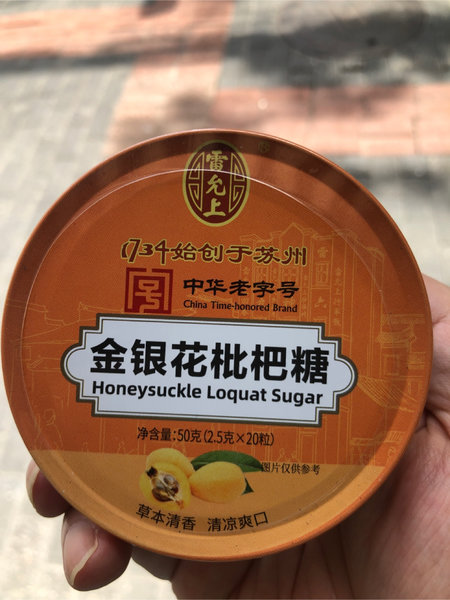 雷允上
1734始创于苏州
中华老字号
China Time-honored Brand
金银花枇杷糖
Honeysuckle Loquat Sugar
净含量:50克(2.5克×20粒)
图片仅供参考
草本清香 清凉爽口